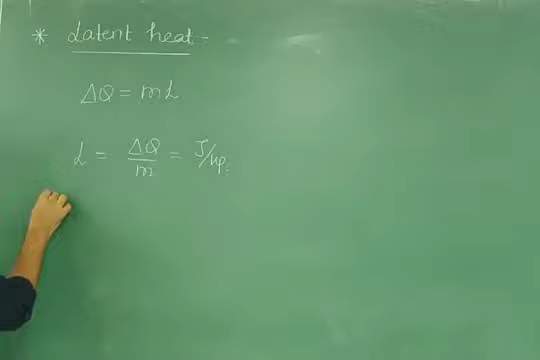 * Latent heat :-
ΔQ = mL
L = ΔQ/m = J/kg.